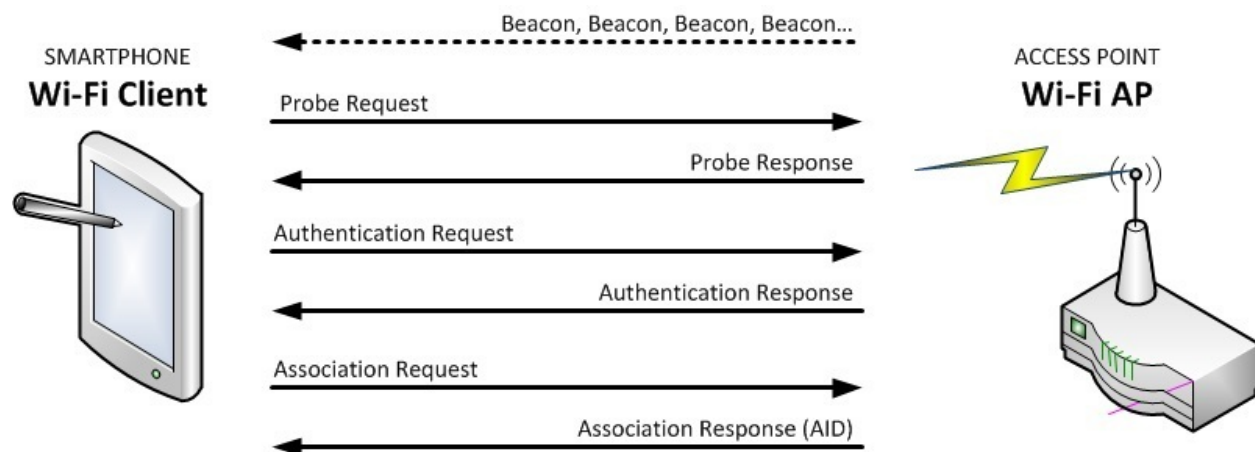 Beacon, Beacon, Beacon, Beacon...
SMARTPHONE
Wi-Fi Client
ACCESS POINT
Wi-Fi AP
Probe Request
Probe Response
Authentication Request
Authentication Response
Association Request
Association Response (AID)